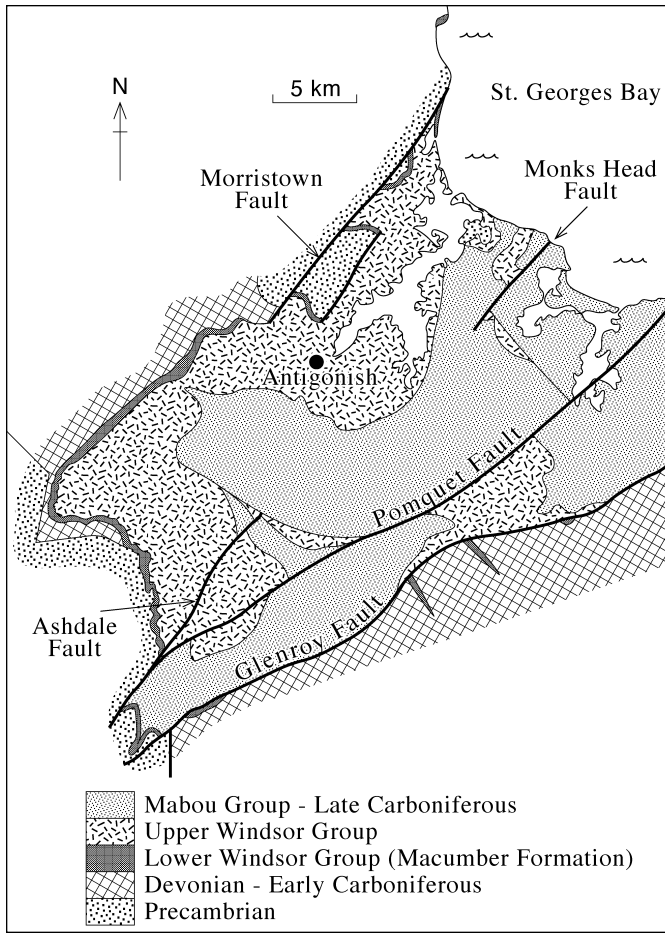 N
5 km
St. Georges Bay
Morristown
Fault
Monks Head
Fault
Antigonish
Pomquet Fault
Ashdale
Fault
Glenroy Fault
Mabou Group - Late Carboniferous
Upper Windsor Group
Lower Windsor Group (Macumber Formation)
Devonian - Early Carboniferous
Precambrian